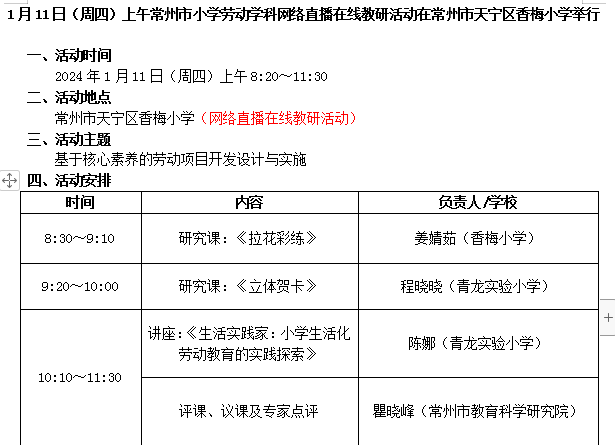 1月11日（周四）上午常州市小学劳动学科网络直播在线教研活动在常州市天宁区香梅小学举行
一、活动时间
2024年1月11日（周四）上午8:20～11:30
二、活动地点
常州市天宁区香梅小学（网络直播在线教研活动）
三、活动主题
基于核心素养的劳动项目开发设计与实施
四、活动安排
时间 内容 负责人/学校
8:30～9:10 研究课：《拉花彩练》 姜婧茹（香梅小学）
9:20～10:00 研究课：《立体贺卡》 程晓晓（青龙实验小学）
10:10～11:30
讲座：《生活实践家：小学生活化
劳动教育的实践探索》
陈娜（青龙实验小学）
评课、议课及专家点评 瞿晓峰（常州市教育科学研究院）